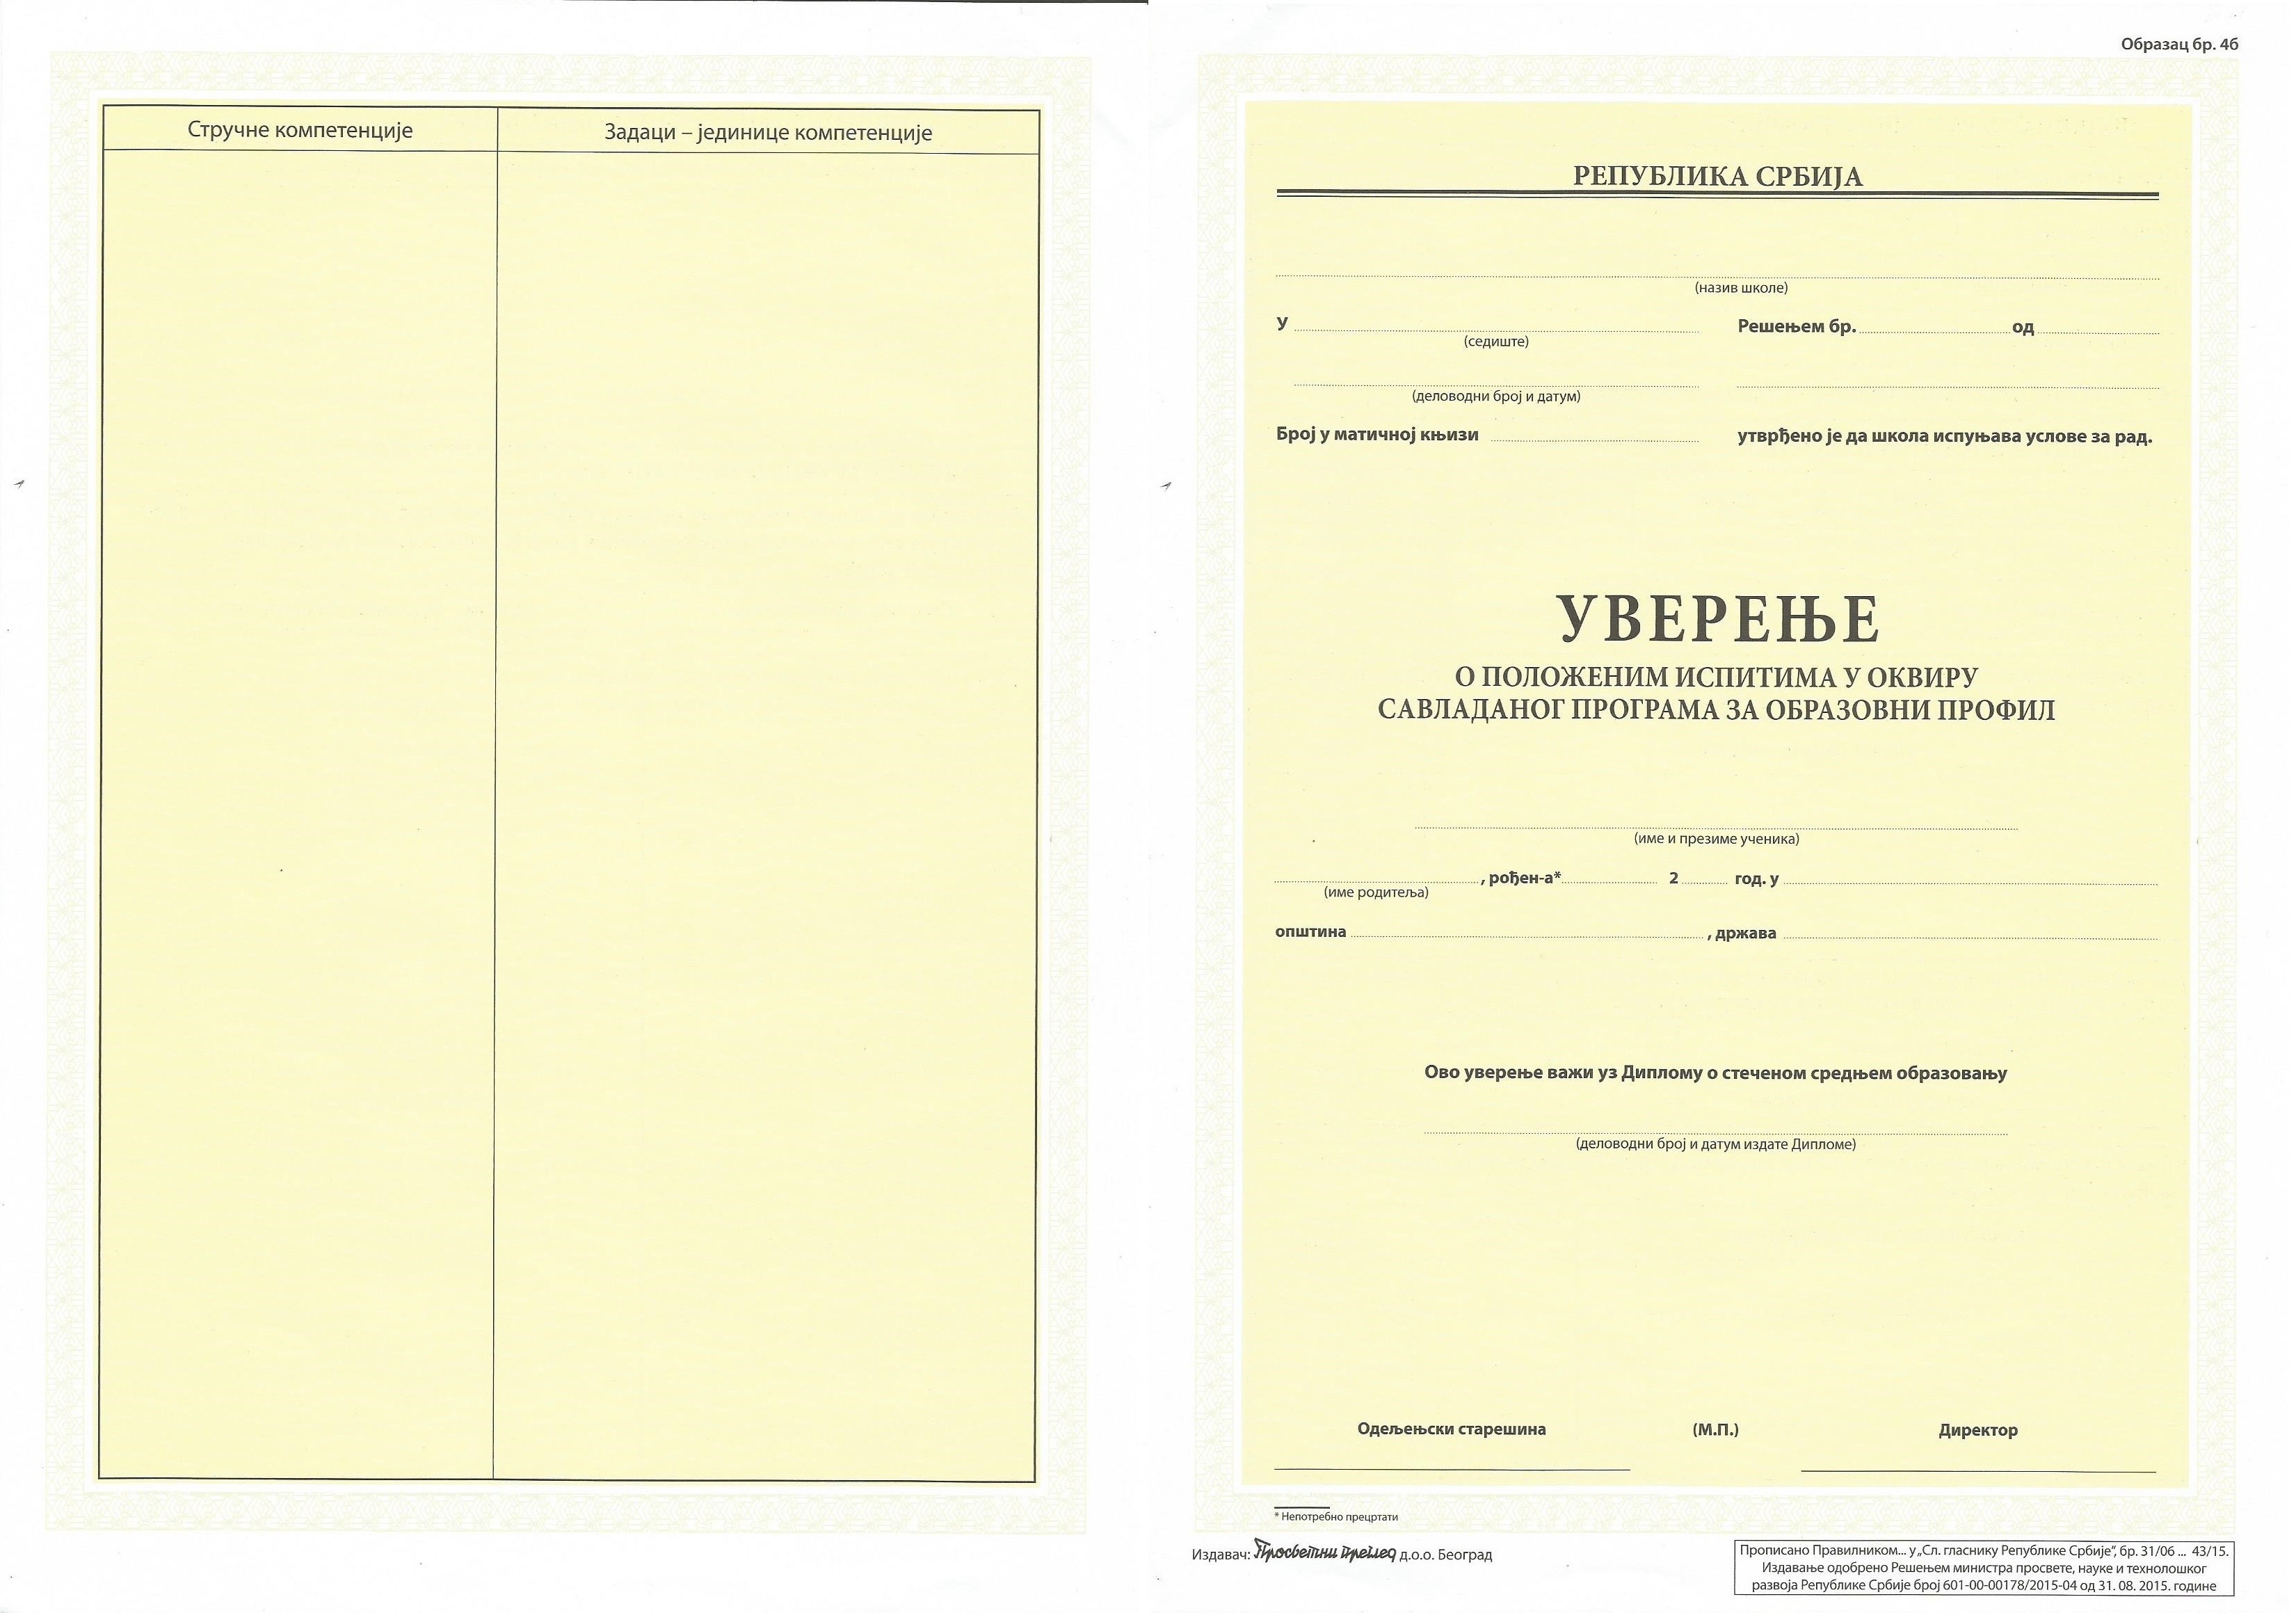 Стручне компетенције
Задаци – јединице компетенције
Образац бр. 4б
РЕПУБЛИКА СРБИЈА
(назив школе)
У
Решењем бр. од
(седиште)
(деловодни број и датум)
Број у матичној књизи
утврђено је да школа испуњава услове за рад.
УВЕРЕЊЕ
О ПОЛОЖЕНИМ ИСПИТИМА У ОКВИРУ
САВЛАДАНОГ ПРОГРАМА ЗА ОБРАЗОВНИ ПРОФИЛ
(име и презиме ученика)
, рођен-а* 2 год. у
(име родитеља)
општина , држава
Ово уверење важи уз Диплому о стеченом средњем образовању
(деловодни број и датум издате Дипломе)
Одељењски старешина (М.П.) Директор
* Непотребно прецртати
Издавач: Просветни преглед д.о.о. Београд
Прописано Правилником... у „Сл. гласнику Републике Србије“, бр. 31/06 ... 43/15.
Издавање одобрено Решењем министра просвете, науке и технолошког
развоја Републике Србије број 601-00-00178/2015-04 од 31. 08. 2015. године